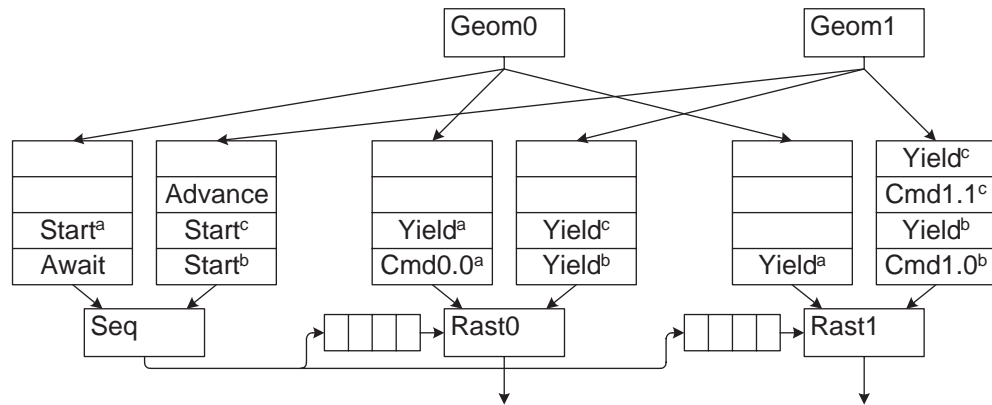 Geom0 Geom1
Yieldᶜ
Advance Cmd1.1ᶜ
Startᵃ Startᶜ Yieldᵃ Yieldᶜ Yieldᵇ
Await Startᵇ Cmd0.0ᵃ Yieldᵇ Yieldᵃ Cmd1.0ᵇ
Seq Rast0 Rast1